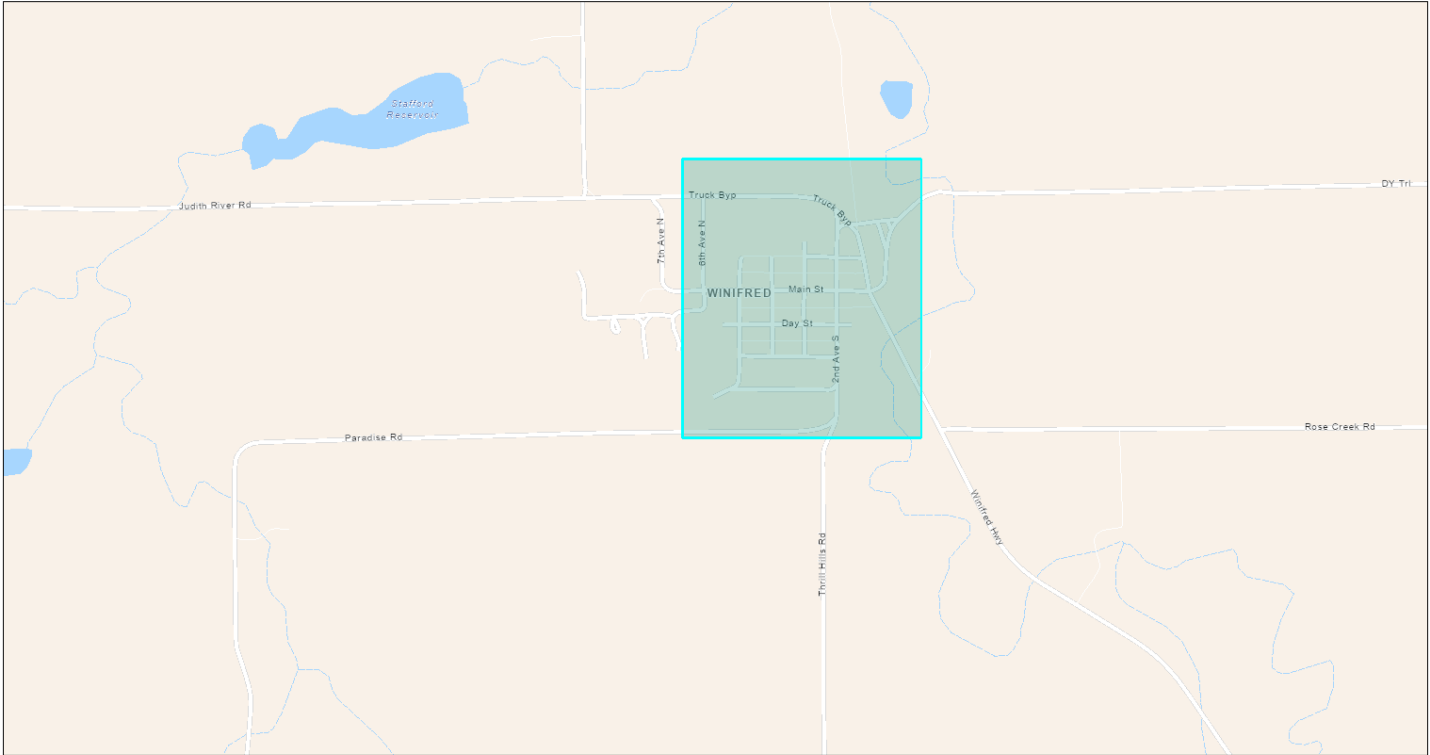 Stafford
Reservoir
DY Trl
Truck Byp
Judith River Rd
Truck Byp
7th Ave N
6th Ave N
WINIFRED
Main St
Day St
2nd Ave S
Rose Creek Rd
Paradise Rd
Winifred Hwy
Thrill Hills Rd